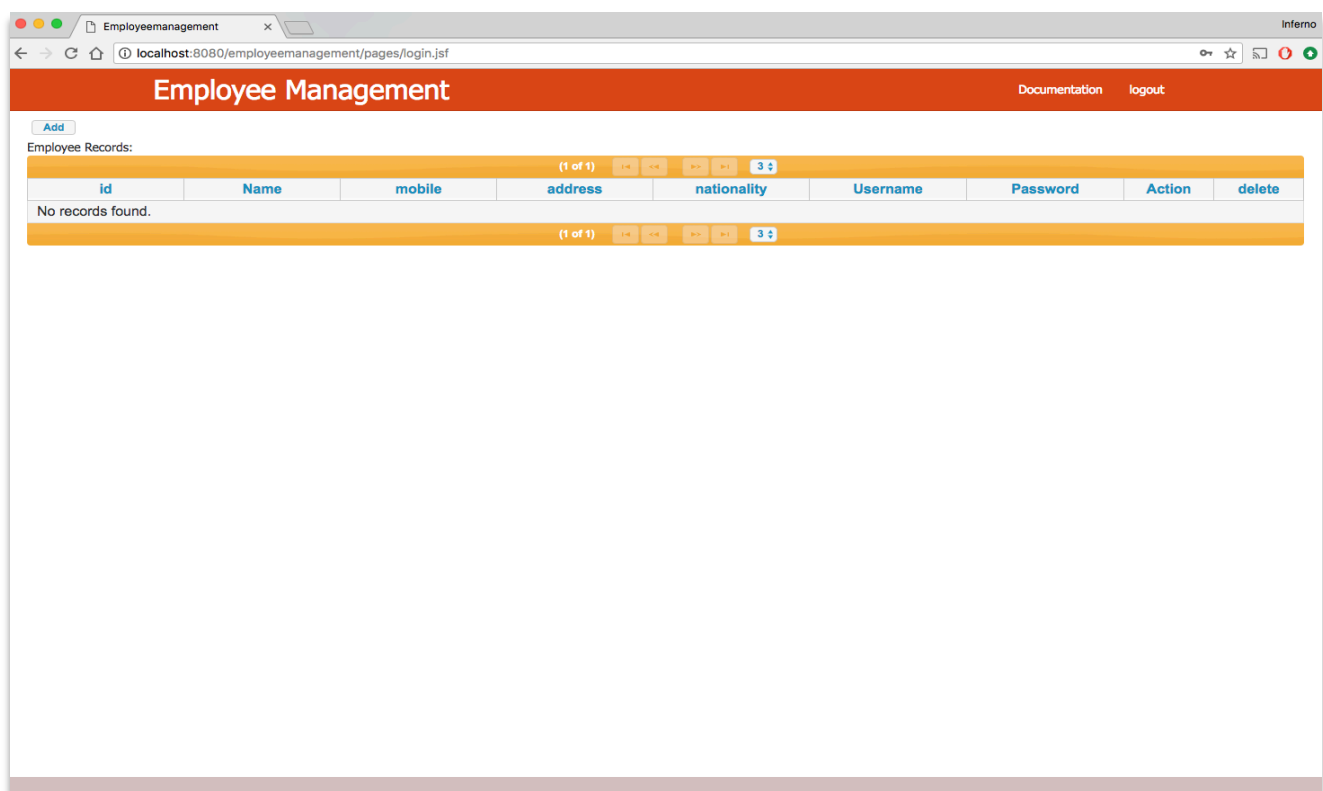 Employeemanagement
Inferno
localhost:8080/employeemanagement/pages/login.jsf
Employee Management Documentation logout
Add
Employee Records:
(1 of 1) 3
id Name mobile address nationality Username Password Action delete
No records found.
(1 of 1) 3